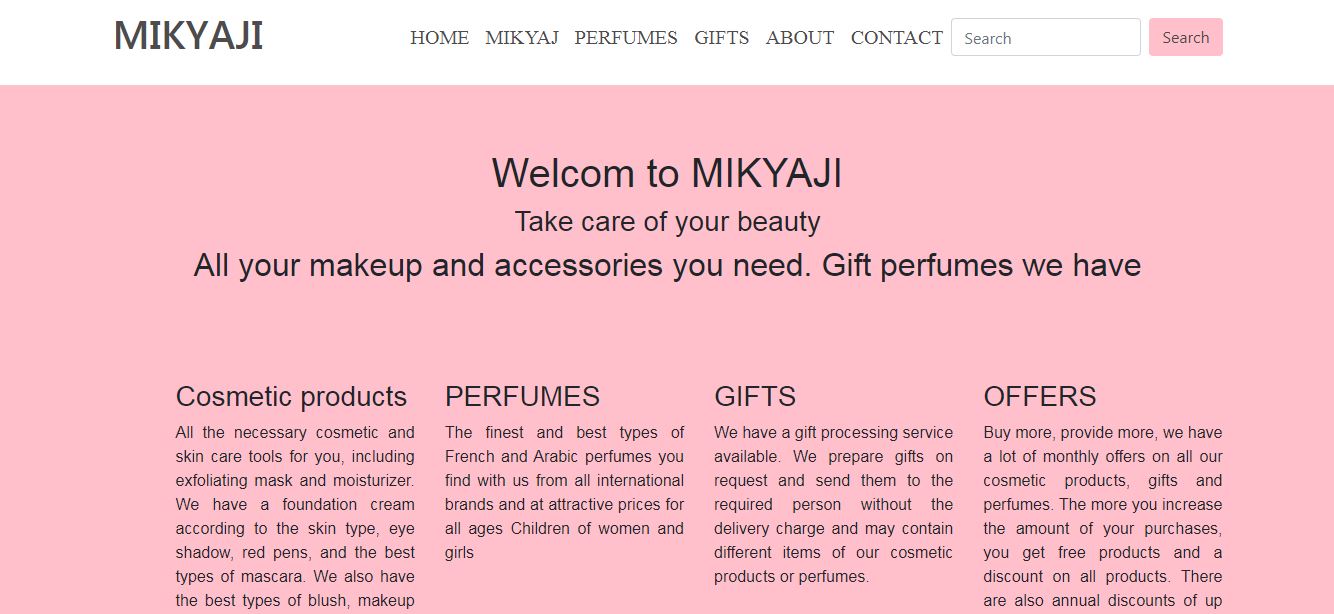 MIKYAJI
HOME MIKYAJ PERFUMES GIFTS ABOUT CONTACT Search Search
Welcom to MIKYAJI
Take care of your beauty
All your makeup and accessories you need. Gift perfumes we have
Cosmetic products
All the necessary cosmetic and
skin care tools for you, including
exfoliating mask and moisturizer.
We have a foundation cream
according to the skin type, eye
shadow, red pens, and the best
types of mascara. We also have
the best types of blush, makeup
PERFUMES
The finest and best types of
French and Arabic perfumes you
find with us from all international
brands and at attractive prices for
all ages Children of women and
girls
GIFTS
We have a gift processing service
available. We prepare gifts on
request and send them to the
required person without the
delivery charge and may contain
different items of our cosmetic
products or perfumes.
OFFERS
Buy more, provide more, we have
a lot of monthly offers on all our
cosmetic products, gifts and
perfumes. The more you increase
the amount of your purchases,
you get free products and a
discount on all products. There
are also annual discounts of up